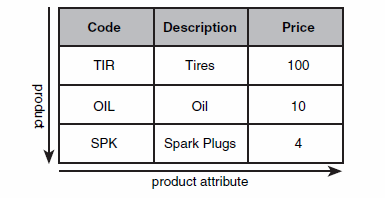 Code Description Price
TIR Tires 100
OIL Oil 10
SPK Spark Plugs 4
product
product attribute